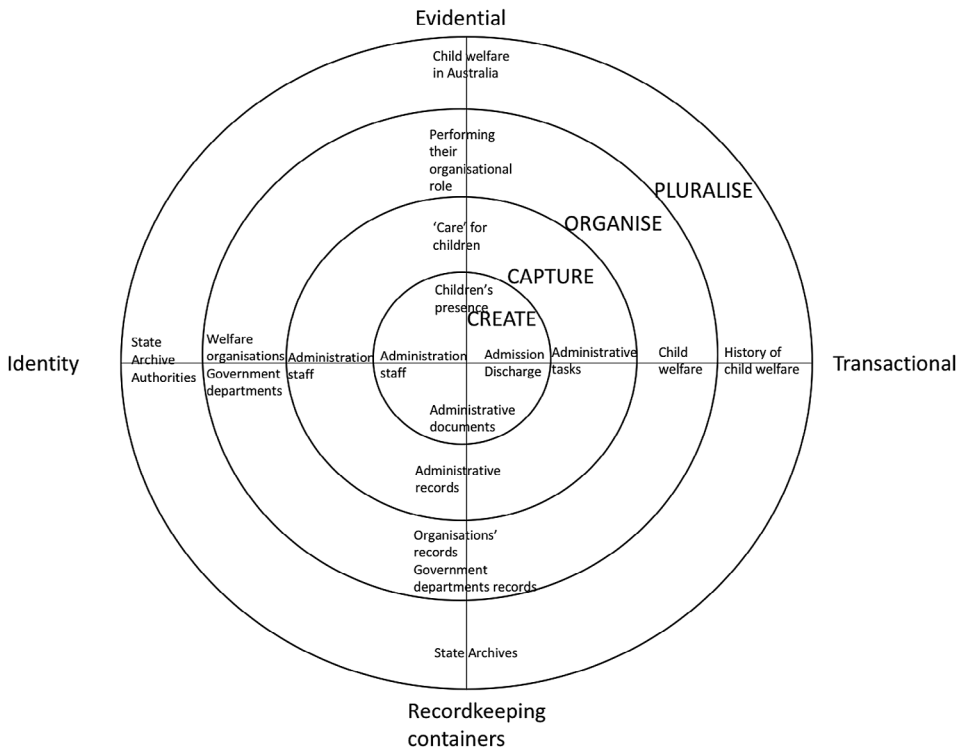 Evidential
Child welfare
in Australia
Performing
their
organisational
role
PLURALISE
ORGANISE
‘Care’ for
children
CAPTURE
Children’s
presence
CREATE
Identity
State
Archive
Authorities
Welfare
organisations
Government
departments
Administration
staff
Administration
staff
Admission
Discharge
Administrative
tasks
Child
welfare
History of
child welfare
Transactional
Administrative
documents
Administrative
records
Organisations’
records
Government
departments records
State Archives
Recordkeeping
containers